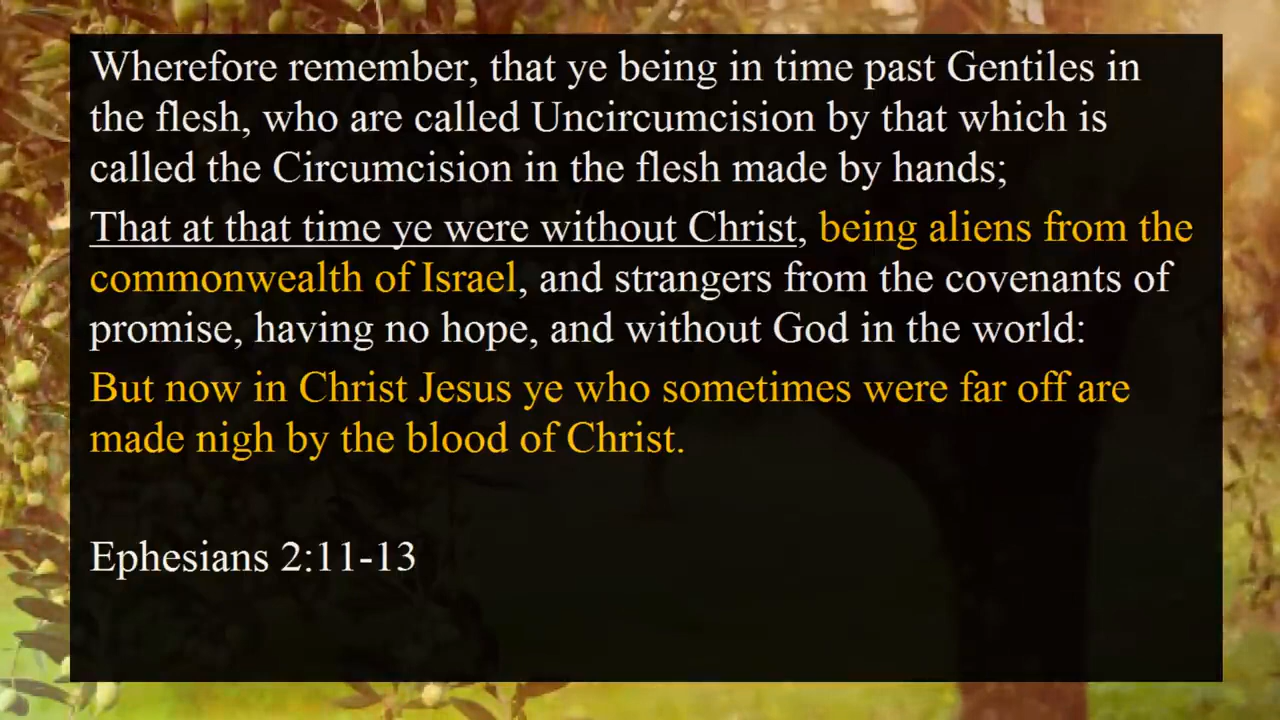 Wherefore remember, that ye being in time past Gentiles in
the flesh, who are called Uncircumcision by that which is
called the Circumcision in the flesh made by hands;
That at that time ye were without Christ, being aliens from the
commonwealth of Israel, and strangers from the covenants of
promise, having no hope, and without God in the world:
But now in Christ Jesus ye who sometimes were far off are
made nigh by the blood of Christ.
Ephesians 2:11-13